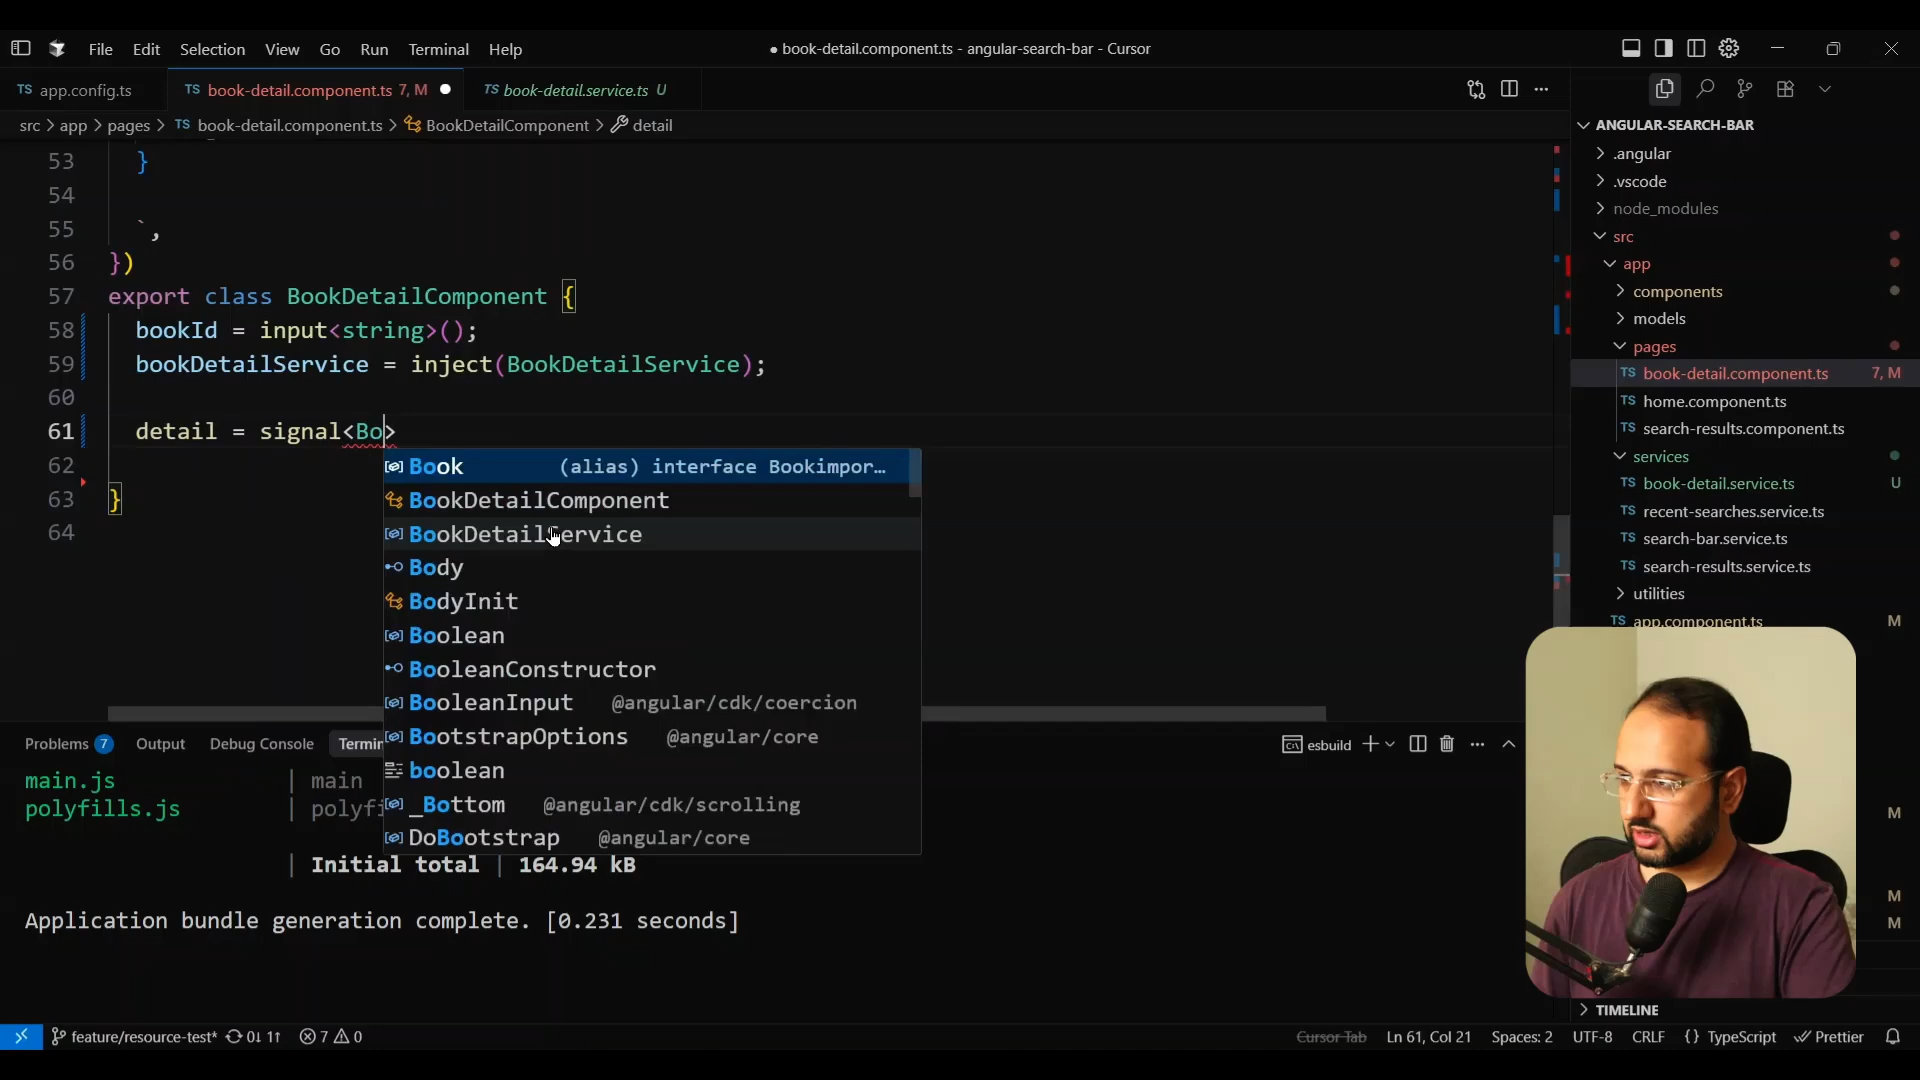 File Edit Selection View Go Run Terminal Help
● book-detail.component.ts - angular-search-bar - Cursor
TS app.config.ts
TS book-detail.component.ts 7, M
TS book-detail.service.ts U
src > app > pages > TS book-detail.component.ts > BookDetailComponent > detail
53 }
54
55 `,
56 })
57 export class BookDetailComponent {
58 bookId = input<string>();
59 bookDetailService = inject(BookDetailService);
60
61 detail = signal<Bo>
62
63 }
64
Book (alias) interface Bookimpor…
BookDetailComponent
BookDetailService
Body
BodyInit
Boolean
BooleanConstructor
BooleanInput @angular/cdk/coercion
BootstrapOptions @angular/core
boolean
_Bottom @angular/cdk/scrolling
DoBootstrap @angular/core
Problems 7 Output Debug Console Termin
esbuild
main.js | main
polyfills.js | polyfi
| Initial total | 164.94 kB
Application bundle generation complete. [0.231 seconds]
ANGULAR-SEARCH-BAR
.angular
.vscode
node_modules
src
app
components
models
pages
TS book-detail.component.ts 7, M
TS home.component.ts
TS search-results.component.ts
services
TS book-detail.service.ts U
TS recent-searches.service.ts
TS search-bar.service.ts
TS search-results.service.ts
utilities
TS app.component.ts M
M
M
M
TIMELINE
feature/resource-test* 0↓ 1↑ 7 0
Cursor Tab Ln 61, Col 21 Spaces: 2 UTF-8 CRLF {} TypeScript Prettier